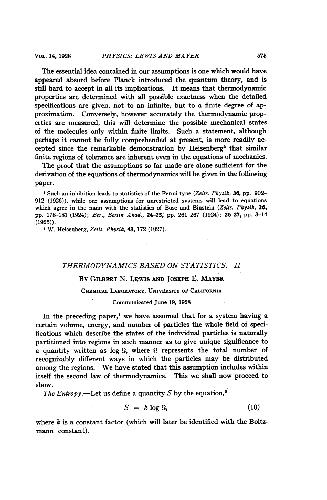 VOL. 14, 1928 PHYSICS: LEWIS AND MAYER 575
The essential idea contained in our assumptions is one which would have
appeared absurd before Planck introduced the quantum theory, and is
still hard to accept in all its implications. It means that thermodynamic
properties are determined with all possible exactness when the detailed
specifications are given, not to an infinite, but to a finite degree of ap-
proximation. Conversely, however accurately the thermodynamic prop-
erties are measured, this will determine the possible mechanical states
of the molecules only within finite limits. Such a statement, although
perhaps it cannot be fully comprehended at present, is more readily ac-
cepted since the remarkable demonstration by Heisenberg that similar
finite regions of tolerance are inherent even in the equations of mechanics.
The proof that the assumptions so far made are alone sufficient for the
derivation of the equations of thermodynamics will be given in the following
paper.
¹ Such an inhibition leads to statistics of the Fermi type (Zeits. Physik, 36, pp. 902-
912 (1926)), while our assumptions for unrestricted systems will lead to equations
which agree in the main with the statistics of Bose and Einstein (Zeits. Physik, 26,
pp. 178-181 (1924); Ber., Berlin Akad., 24-25, pp. 261-267 (1924); 26-27, pp. 3-14
(1925)).
² W. Heisenberg, Zeits. Physik, 43, 172 (1927).
THERMODYNAMICS BASED ON STATISTICS. II
BY GILBERT N. LEWIS AND JOSEPH E. MAYER
CHEMICAL LABORATORY, UNIVERSITY OF CALIFORNIA
Communicated June 19, 1928
In the preceding paper,¹ we have assumed that for a system having a
certain volume, energy, and number of particles the whole field of speci-
fications which describe the states of the individual particles is naturally
partitioned into regions in such manner as to give unique significance to
a quantity written as log Ω, where Ω represents the total number of
recognizably different ways in which the particles may be distributed
among the regions. We have stated that this assumption includes within
itself the second law of thermodynamics. This we shall now proceed to
show.
The Entropy.—Let us define a quantity S by the equation,²
S = k log Ω, (10)
where k is a constant factor (which will later be identified with the Boltz-
mann constant).